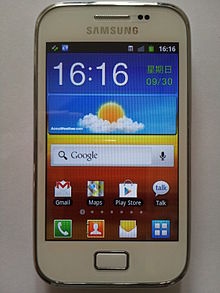 SAMSUNG
16:16
16:16
星期日
09/30
AccuWeather.com
Google
talk
Gmail
Maps
Play Store
Talk